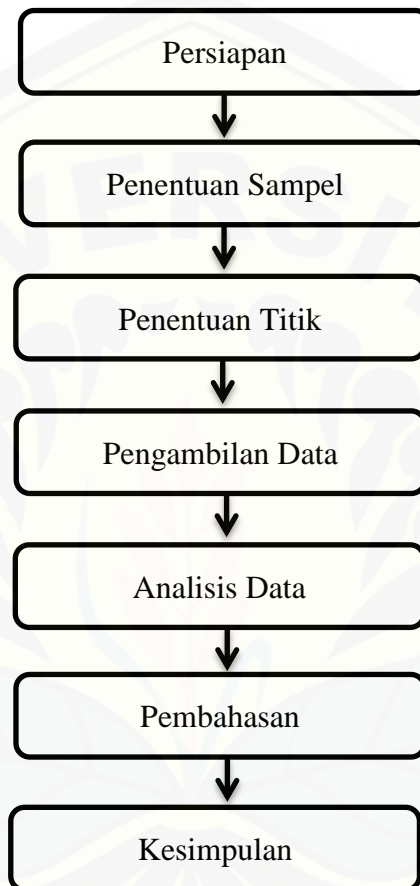 Persiapan
Penentuan Sampel
Penentuan Titik
Pengambilan Data
Analisis Data
Pembahasan
Kesimpulan